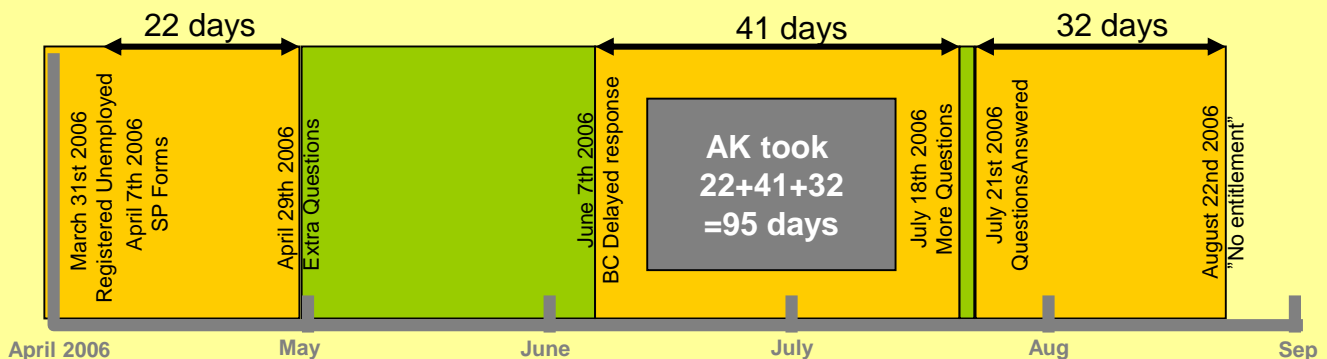 22 days
41 days
32 days
March 31st 2006
Registered Unemployed
April 7th 2006
SP Forms
April 29th 2006
Extra Questions
June 7th 2006
BC Delayed response
AK took
22+41+32
=95 days
July 18th 2006
More Questions
July 21st 2006
QuestionsAnswered
August 22nd 2006
"No entitlement"
April 2006
May
June
July
Aug
Sep